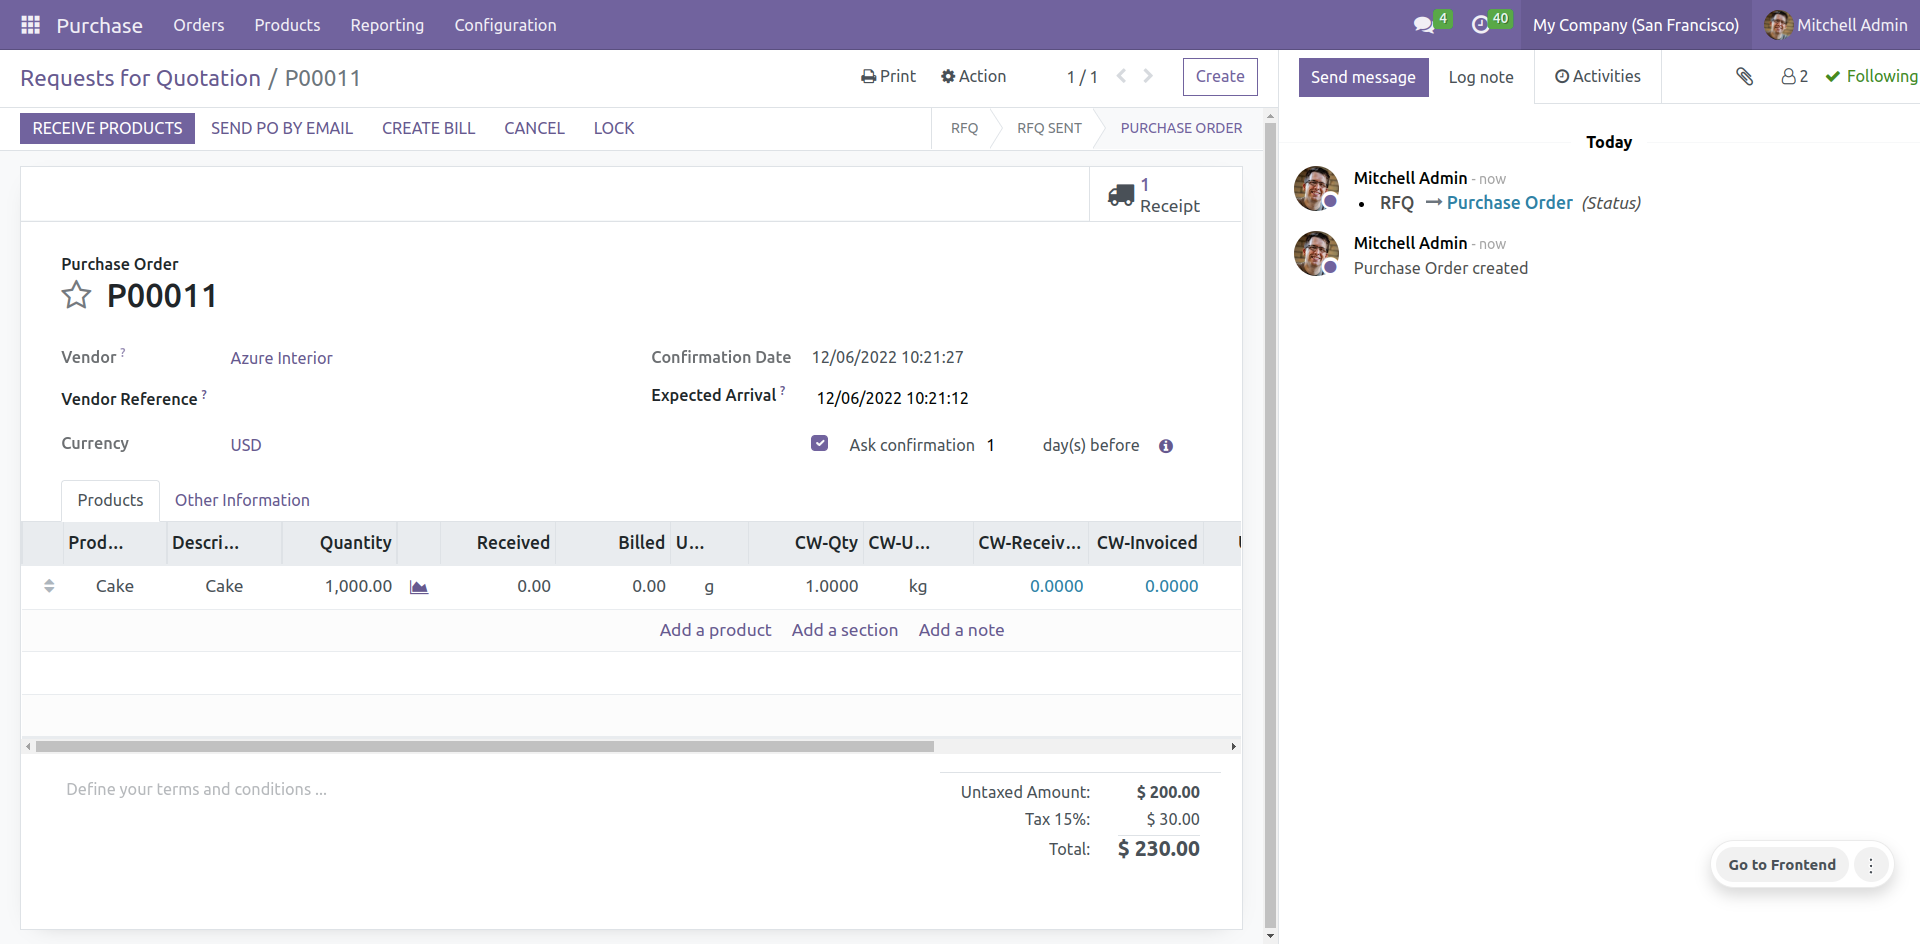 Purchase Orders Products Reporting Configuration 4 40 My Company (San Francisco) Mitchell Admin
Requests for Quotation / P00011 Print Action 1 / 1 Create
RECEIVE PRODUCTS SEND PO BY EMAIL CREATE BILL CANCEL LOCK RFQ RFQ SENT PURCHASE ORDER
1
Receipt
Purchase Order
P00011
Vendor ? Azure Interior Confirmation Date 12/06/2022 10:21:27
Vendor Reference ? Expected Arrival ? 12/06/2022 10:21:12
Currency USD Ask confirmation 1 day(s) before
Products Other Information
Prod... Descri... Quantity Received Billed U... CW-Qty CW-U... CW-Receiv... CW-Invoiced
Cake Cake 1,000.00 0.00 0.00 g 1.0000 kg 0.0000 0.0000
Add a product Add a section Add a note
Define your terms and conditions ...
Untaxed Amount: $ 200.00
Tax 15%: $ 30.00
Total: $ 230.00
Send message Log note Activities 2 Following
Today
Mitchell Admin - now
RFQ → Purchase Order (Status)
Mitchell Admin - now
Purchase Order created
Go to Frontend